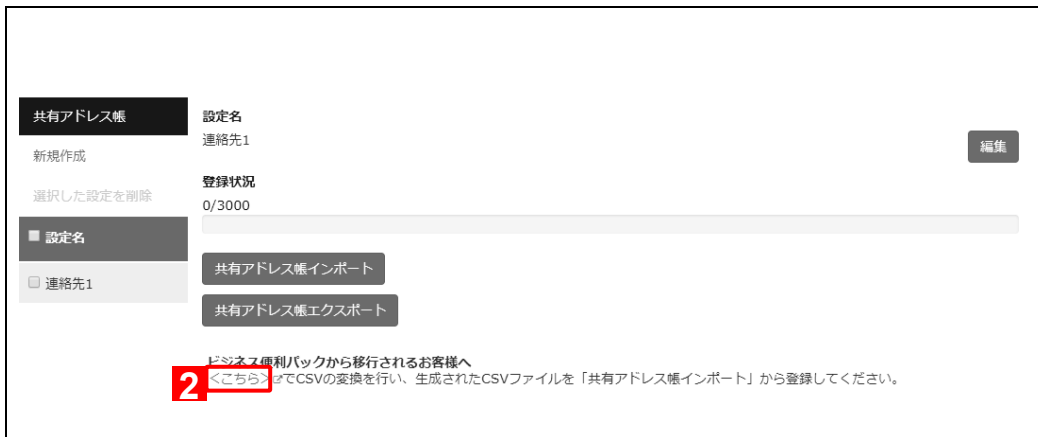 共有アドレス帳
新規作成
選択した設定を削除
設定名
連絡先1
設定名
連絡先1
編集
登録状況
0/3000
共有アドレス帳インポート
共有アドレス帳エクスポート
ビジネス便利パックから移行されるお客様へ
2
<こちら>でCSVの変換を行い、生成されたCSVファイルを「共有アドレス帳インポート」から登録してください。